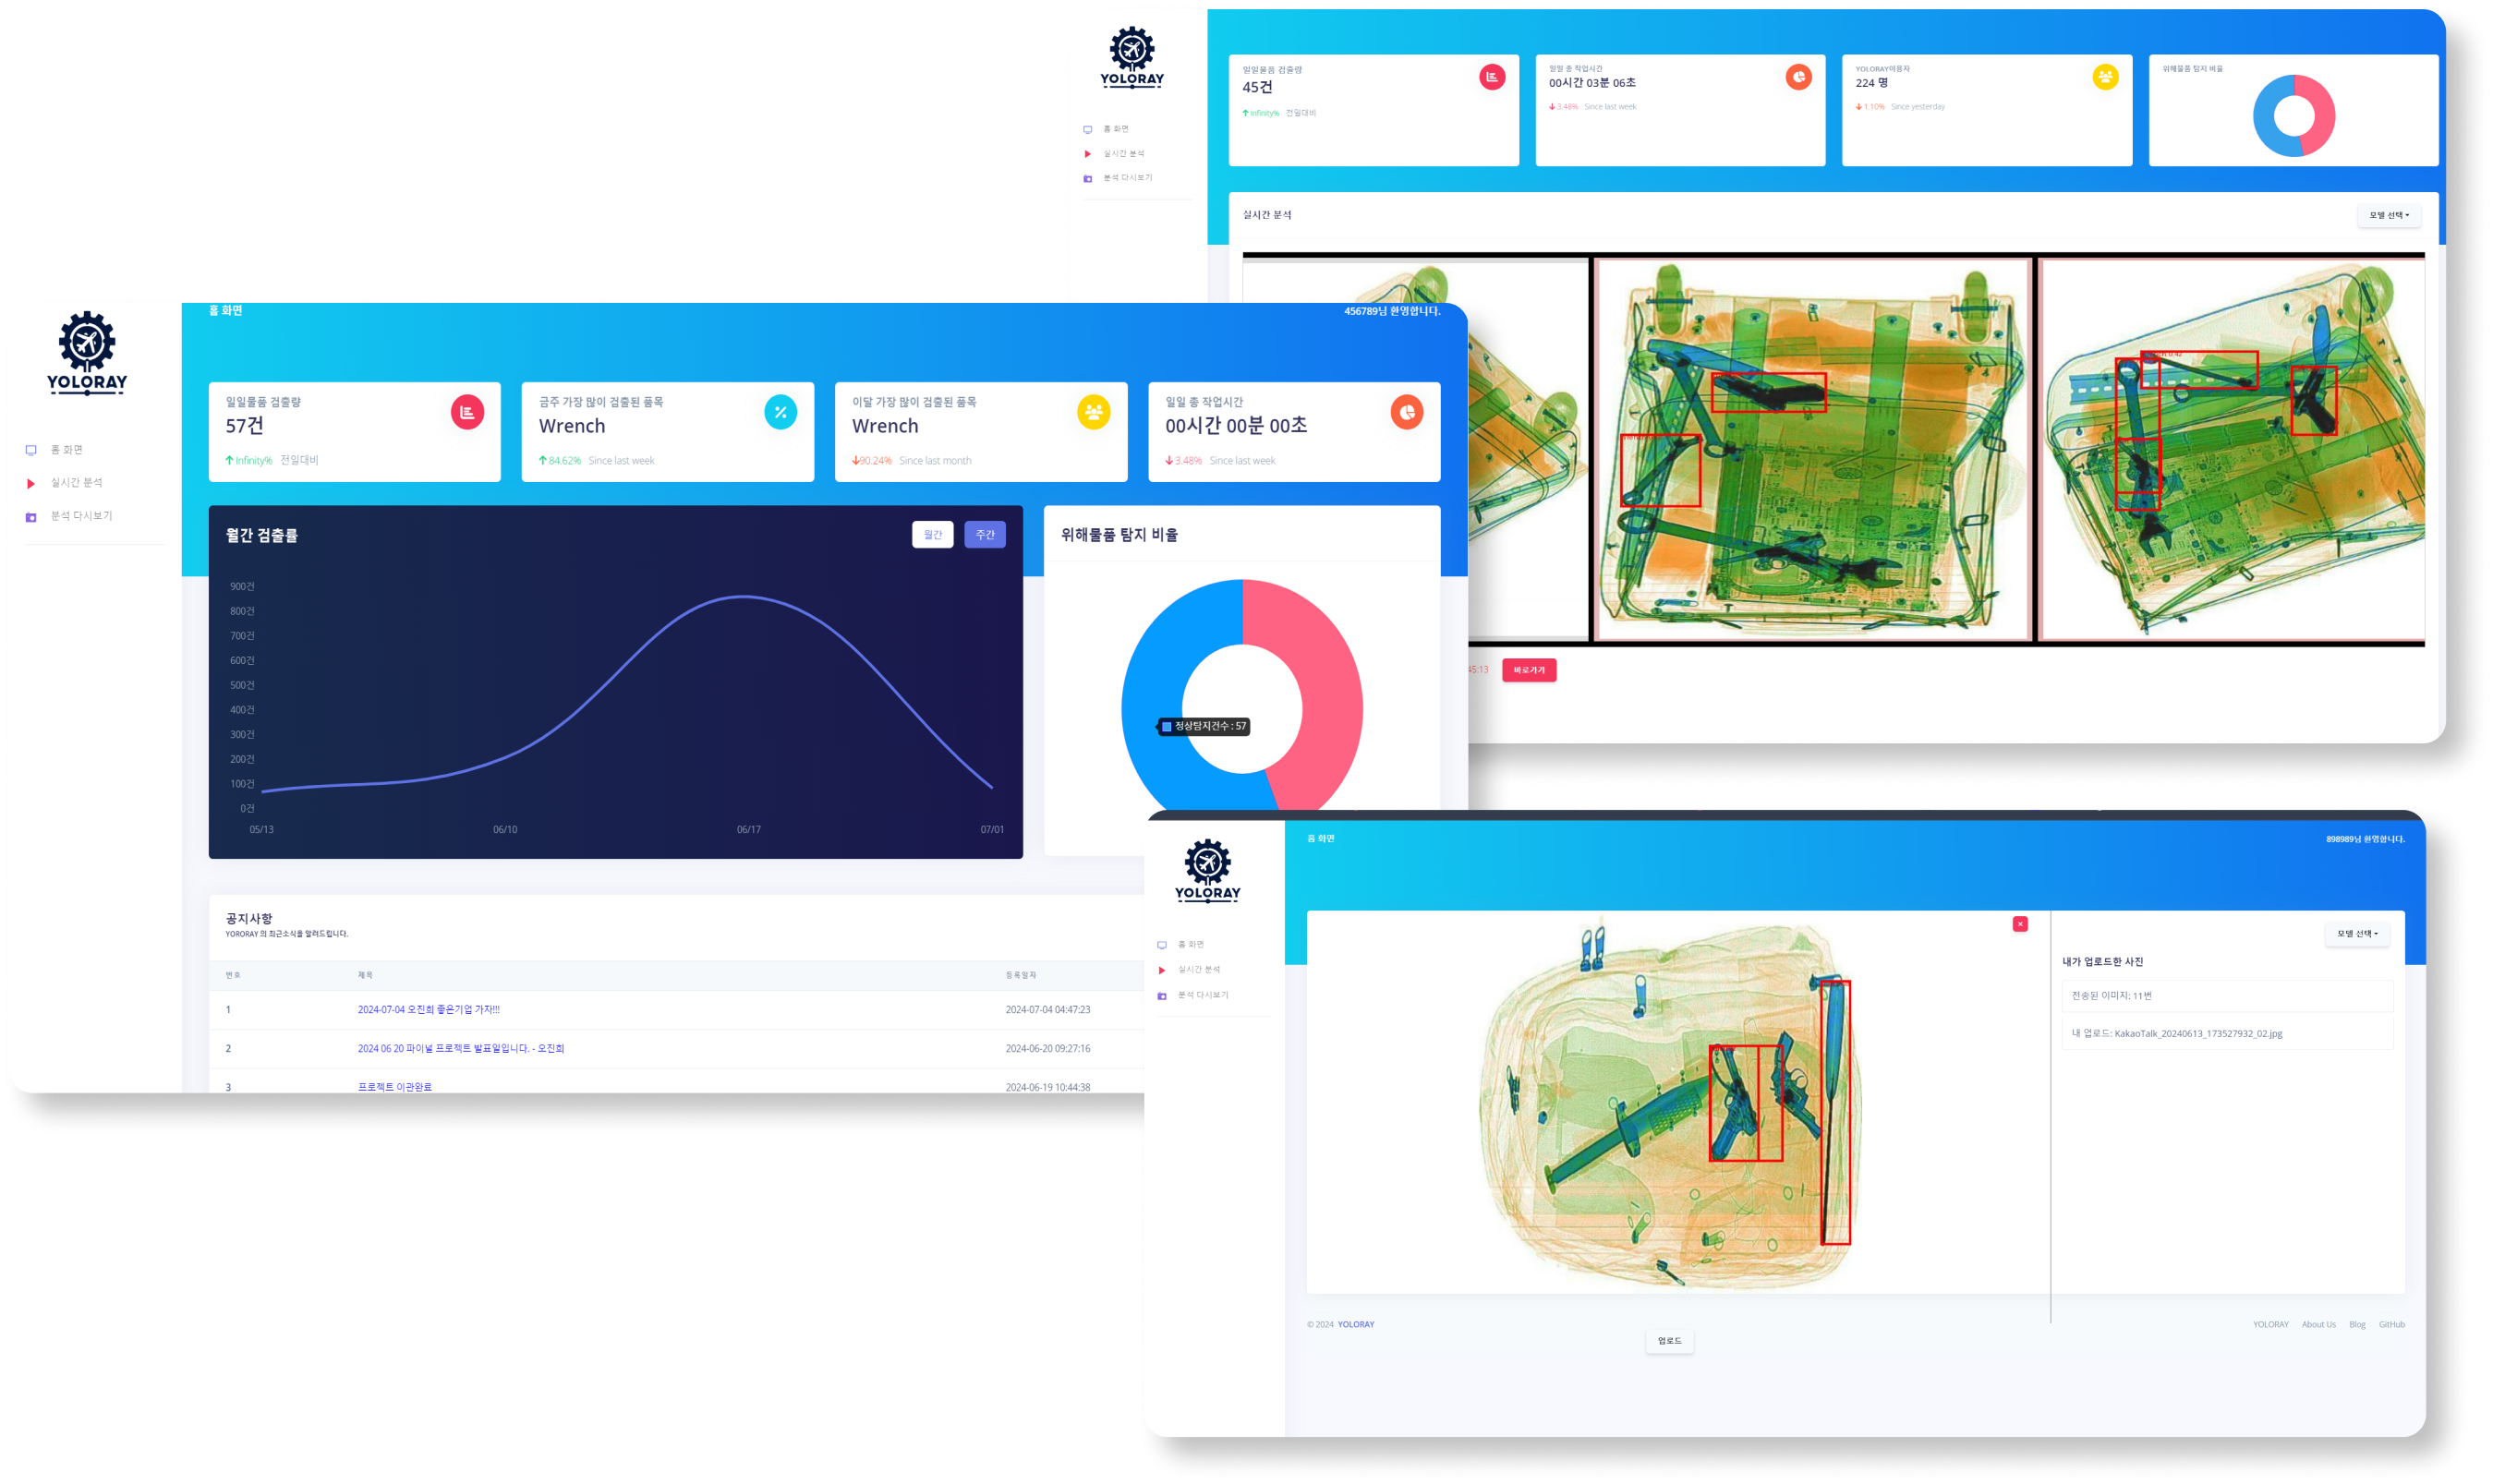 YOLORAY
홈 화면
실시간 분석
분석 다시보기
일일물품 검출량
45건
Infinity% 전일대비
일일 총 작업시간
00시간 03분 06초
3.48% Since last week
YOLORAY이용자
224 명
1.10% Since yesterday
위해물품 탐지 비율
실시간 분석
모델 선택
45:13
바로가기
YOLORAY
홈 화면
실시간 분석
분석 다시보기
홈 화면
456789님 환영합니다.
일일물품 검출량
57건
Infinity% 전일대비
금주 가장 많이 검출된 품목
Wrench
84.62% Since last week
이달 가장 많이 검출된 품목
Wrench
90.24% Since last month
일일 총 작업시간
00시간 00분 00초
3.48% Since last week
월간 검출률
월간
주간
900건
800건
700건
600건
500건
400건
300건
200건
100건
0건
05/13
06/10
06/17
07/01
위해물품 탐지 비율
정상탐지건수 : 57
공지사항
YORORAY 의 최근소식을 알려드립니다.
번호 제목 등록일자
1 2024-07-04 오진희 좋은기업 가자!!! 2024-07-04 04:47:23
2 2024 06 20 파이널 프로젝트 발표일입니다. - 오진희 2024-06-20 09:27:16
3 프로젝트 이관완료 2024-06-19 10:44:38
YOLORAY
홈 화면
실시간 분석
분석 다시보기
홈 화면
898989님 환영합니다.
모델 선택
내가 업로드한 사진
전송된 이미지: 11번
내 업로드: KakaoTalk_20240613_173527932_02.jpg
© 2024 YOLORAY
YOLORAY About Us Blog GitHub
업로드